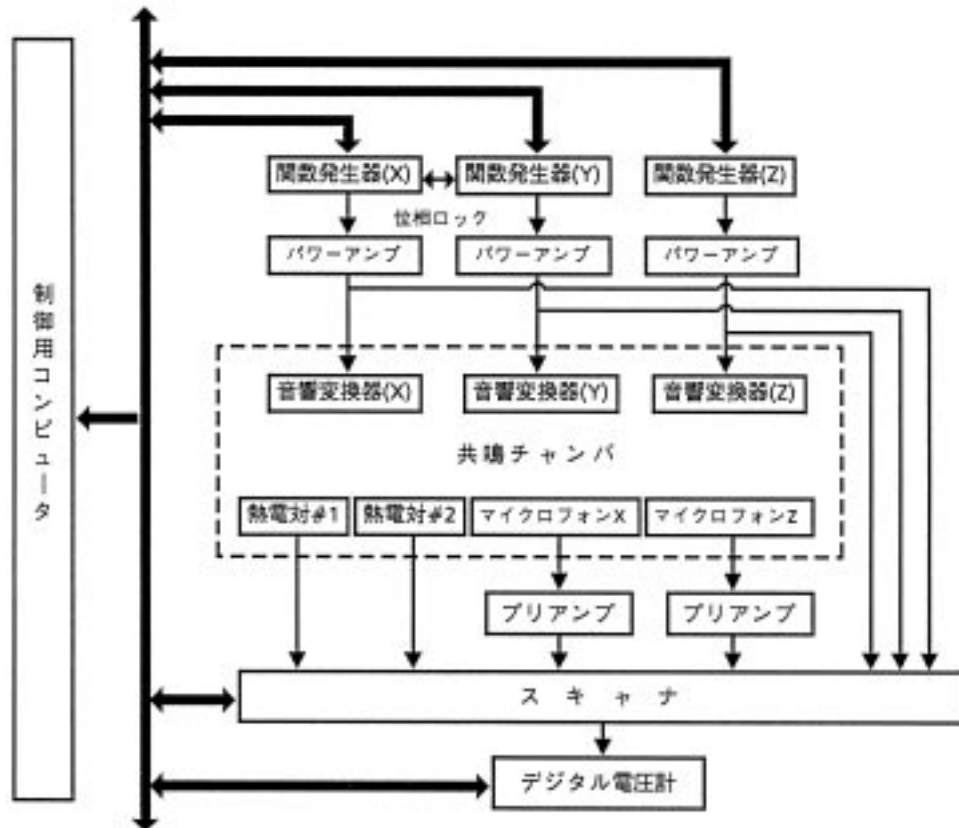 関数発生器(X)
関数発生器(Y)
関数発生器(Z)
位相ロック
パワーアンプ
パワーアンプ
パワーアンプ
制御用コンピュータ
音響変換器(X)
音響変換器(Y)
音響変換器(Z)
共鳴チャンバ
熱電対#1
熱電対#2
マイクロフォンX
マイクロフォンZ
プリアンプ
プリアンプ
スキャナ
デジタル電圧計